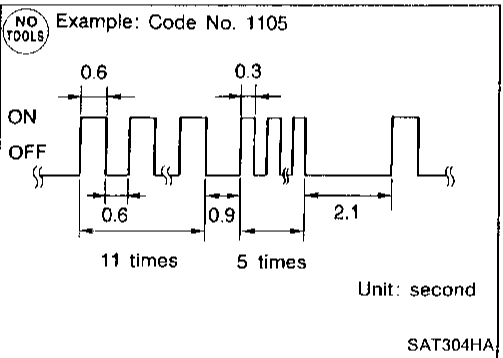 NO TOOLS
Example: Code No. 1105
0.6 0.3
ON
OFF
0.6 0.9 2.1
11 times 5 times
Unit: second
SAT304HA